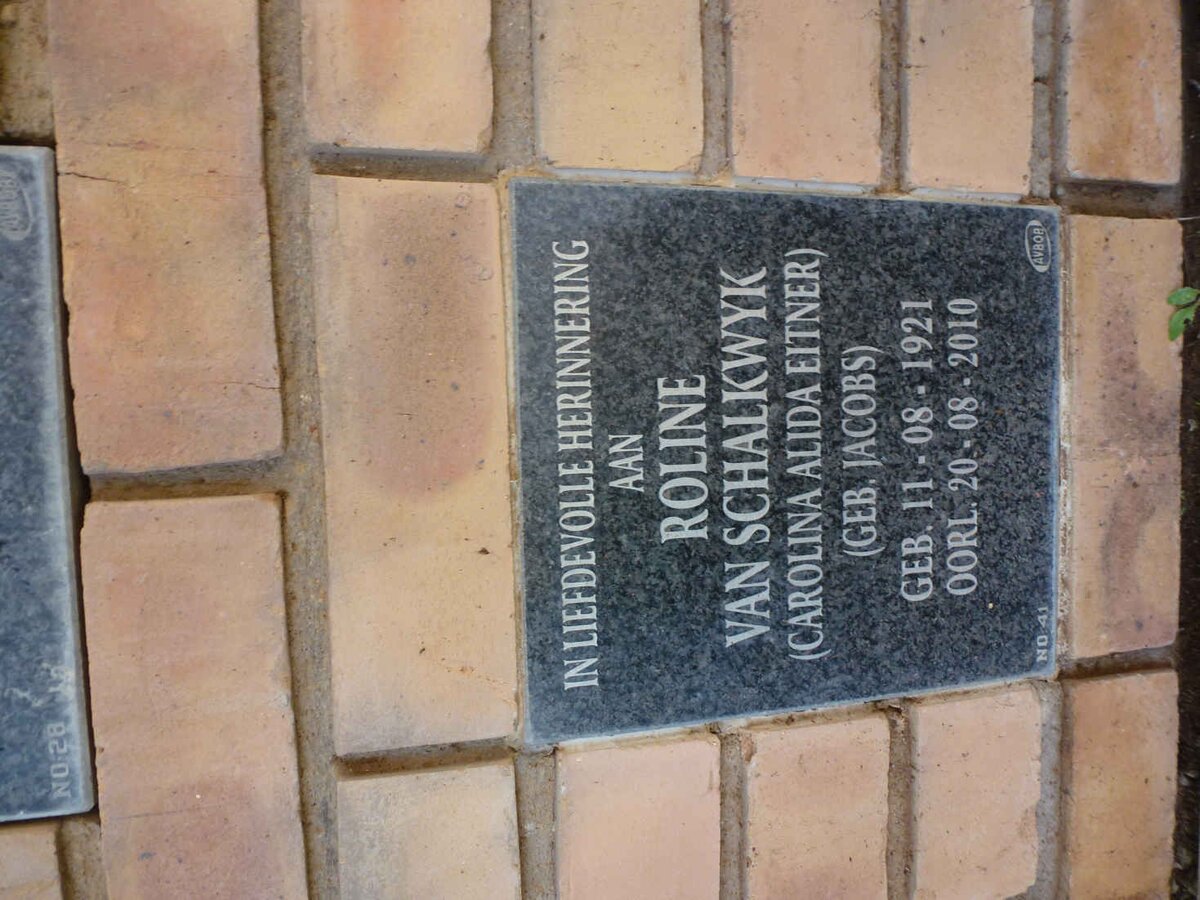 IN LIEFDEVOLLE HERINNERING
AAN
ROLINE
VAN SCHALKWYK
(CAROLINA ALIDA EITNER)
(GEB. JACOBS)
GEB. 11 - 08 - 1921
OORL. 20 - 08 - 2010
NO-41
AVBOB
NO:28
AVBOB